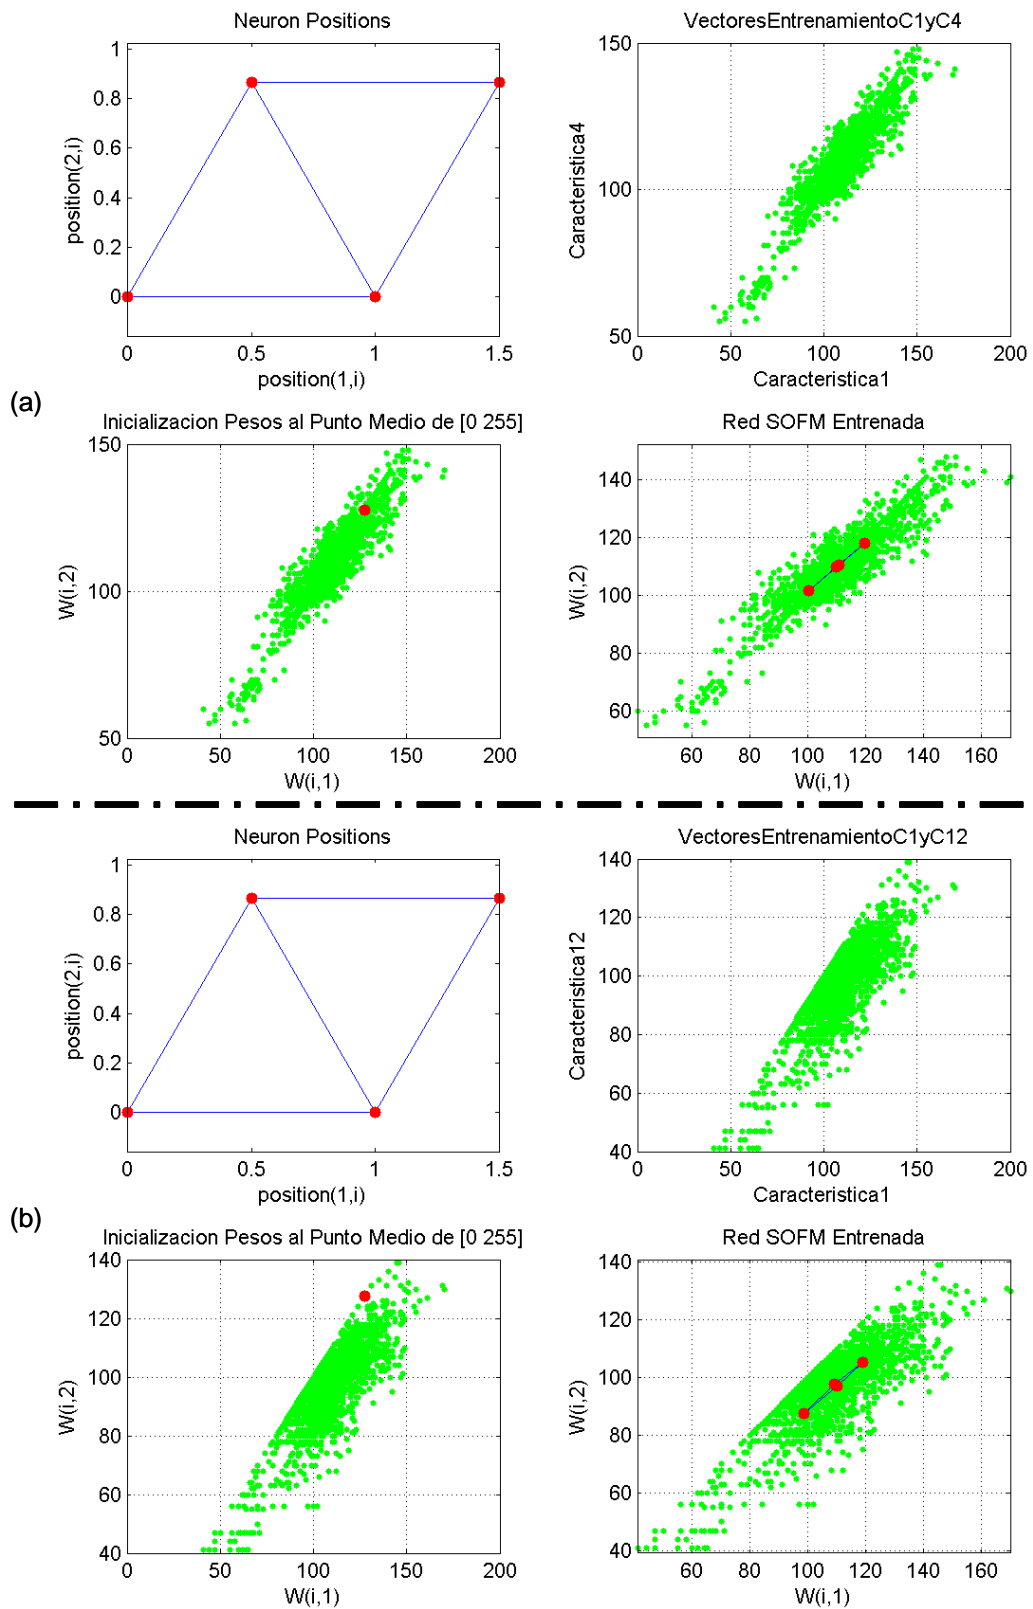 Neuron Positions
1
0.8
0.6
0.4
0.2
0
position(2,i)
0 0.5 1 1.5
position(1,i)
VectoresEntrenamientoC1yC4
150
100
50
Caracteristica4
0 50 100 150 200
Caracteristica1
(a)
Inicializacion Pesos al Punto Medio de [0 255]
150
100
50
W(i,2)
0 50 100 150 200
W(i,1)
Red SOFM Entrenada
140
120
100
80
60
W(i,2)
60 80 100 120 140 160
W(i,1)
Neuron Positions
1
0.8
0.6
0.4
0.2
0
position(2,i)
0 0.5 1 1.5
position(1,i)
VectoresEntrenamientoC1yC12
140
120
100
80
60
40
Caracteristica12
0 50 100 150 200
Caracteristica1
(b)
Inicializacion Pesos al Punto Medio de [0 255]
140
120
100
80
60
40
W(i,2)
0 50 100 150 200
W(i,1)
Red SOFM Entrenada
140
120
100
80
60
40
W(i,2)
60 80 100 120 140 160
W(i,1)